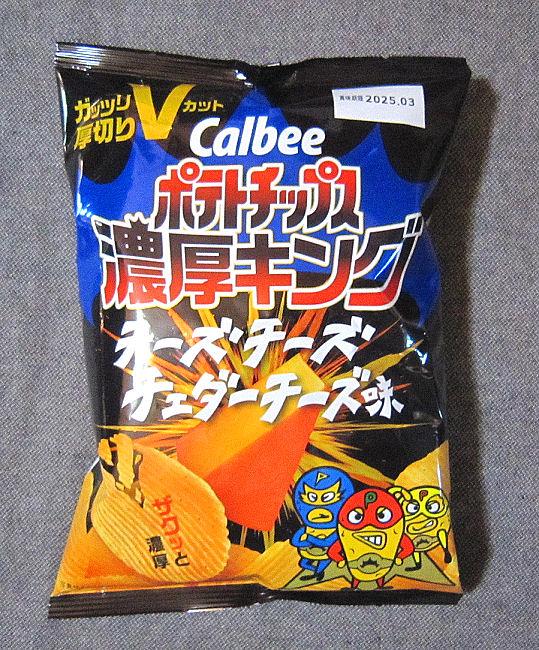 ガッツリ
厚切り
Vカット
賞味期限 2025.03
Calbee
ポテトチップス
濃厚キング
チーズ・チーズ・
チェダーチーズ味
ザクッと
濃厚
P
P
P